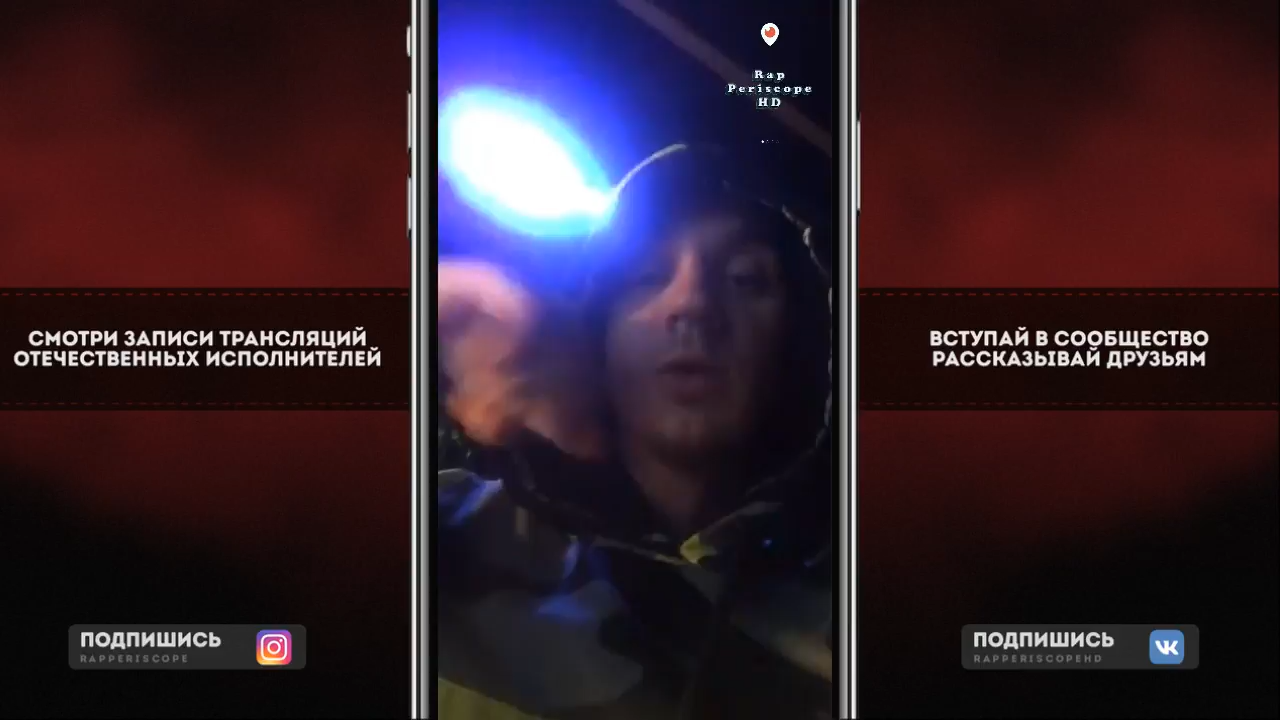 Rap
Periscope
HD
СМОТРИ ЗАПИСИ ТРАНСЛЯЦИЙ
ОТЕЧЕСТВЕННЫХ ИСПОЛНИТЕЛЕЙ
ВСТУПАЙ В СООБЩЕСТВО
РАССКАЗЫВАЙ ДРУЗЬЯМ
ПОДПИШИСЬ
RAPPERISCOPE
ПОДПИШИСЬ
RAPPERISCOPEHD